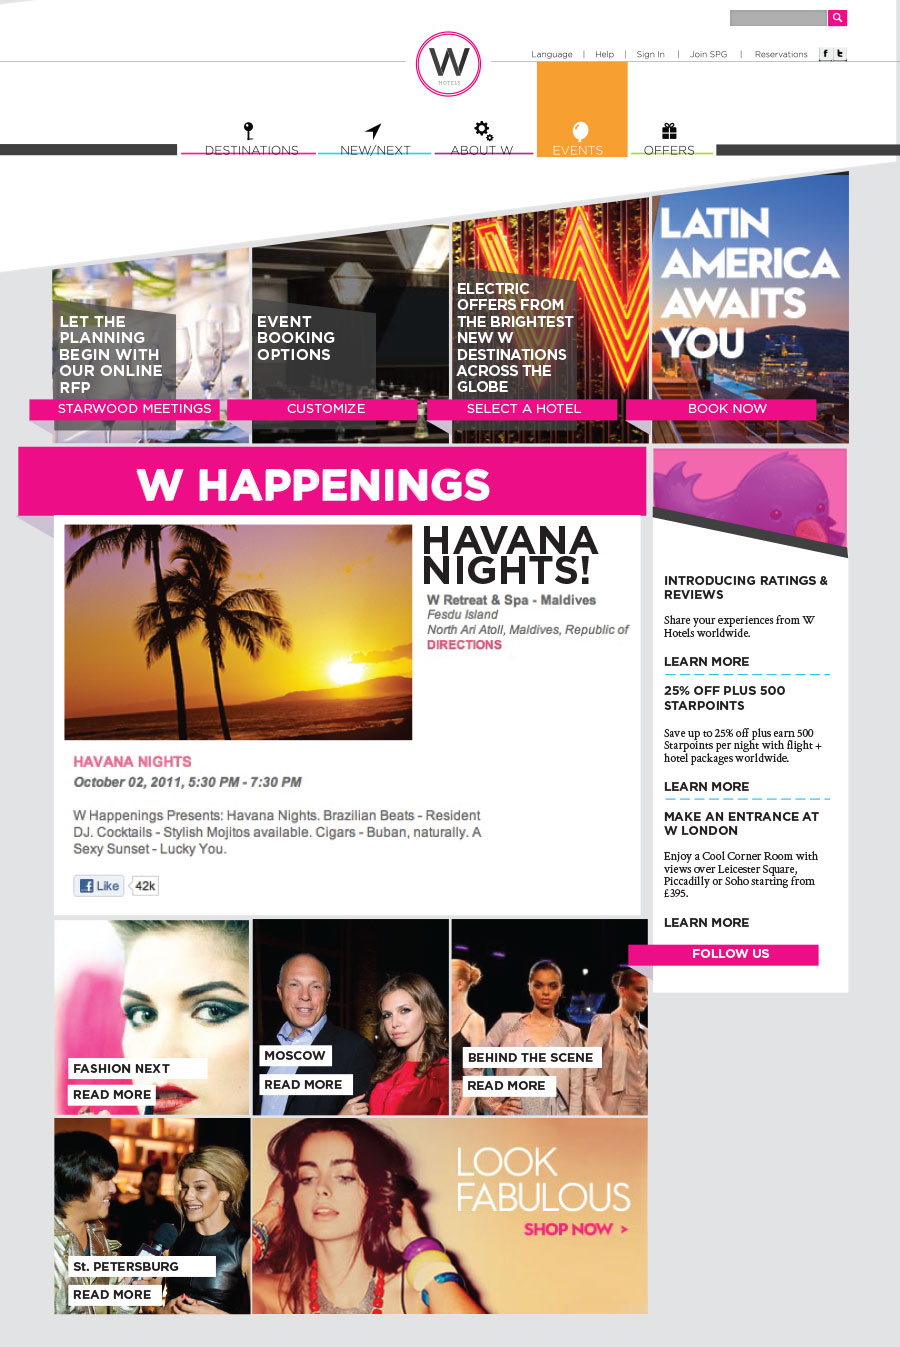 Language | Help | Sign In | Join SPG | Reservations f t
W
HOTELS
DESTINATIONS NEW/NEXT ABOUT W EVENTS OFFERS
LET THE
PLANNING
BEGIN WITH
OUR ONLINE
RFP
STARWOOD MEETINGS
EVENT
BOOKING
OPTIONS
CUSTOMIZE
ELECTRIC
OFFERS FROM
THE BRIGHTEST
NEW W
DESTINATIONS
ACROSS THE
GLOBE
SELECT A HOTEL
LATIN
AMERICA
AWAITS
YOU
BOOK NOW
W HAPPENINGS
HAVANA
NIGHTS!
W Retreat & Spa - Maldives
Fesdu Island
North Ari Atoll, Maldives, Republic of
DIRECTIONS
HAVANA NIGHTS
October 02, 2011, 5:30 PM - 7:30 PM
W Happenings Presents: Havana Nights. Brazilian Beats - Resident
DJ. Cocktails - Stylish Mojitos available. Cigars - Buban, naturally. A
Sexy Sunset - Lucky You.
f Like 42k
INTRODUCING RATINGS &
REVIEWS
Share your experiences from W
Hotels worldwide.
LEARN MORE
25% OFF PLUS 500
STARPOINTS
Save up to 25% off plus earn 500
Starpoints per night with flight +
hotel packages worldwide.
LEARN MORE
MAKE AN ENTRANCE AT
W LONDON
Enjoy a Cool Corner Room with
views over Leicester Square,
Piccadilly or Soho starting from
£395.
LEARN MORE
FOLLOW US
FASHION NEXT
READ MORE
MOSCOW
READ MORE
BEHIND THE SCENE
READ MORE
St. PETERSBURG
READ MORE
LOOK
FABULOUS
SHOP NOW >